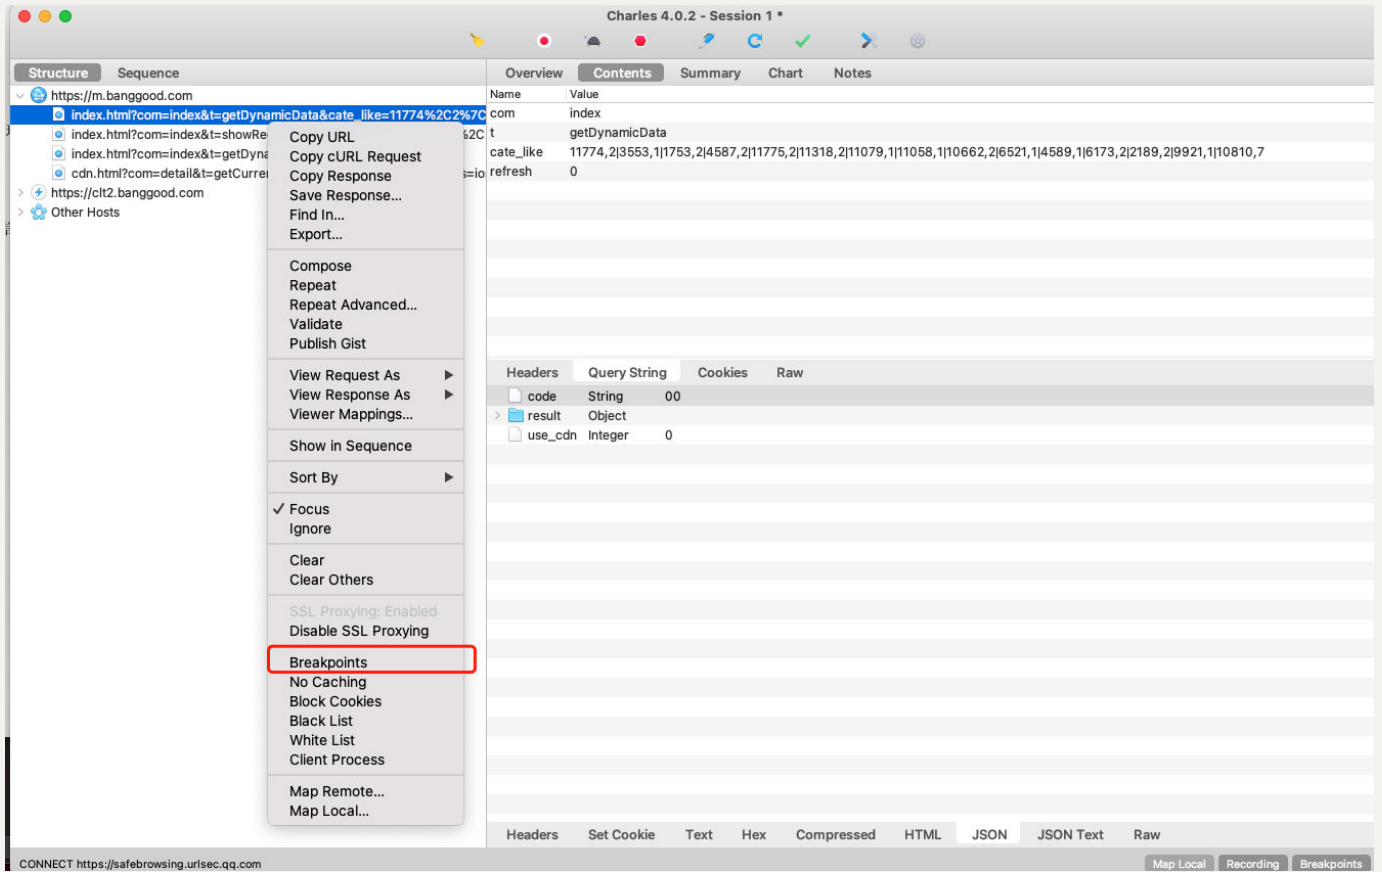 Charles 4.0.2 - Session 1 *
Structure Sequence
Overview Contents Summary Chart Notes
https://m.banggood.com
index.html?com=index&t=getDynamicData&cate_like=11774%2C2%7C
index.html?com=index&t=showRe
%2C
index.html?com=index&t=getDyna
cdn.html?com=detail&t=getCurre
s=io
https://clt2.banggood.com
Other Hosts
Copy URL
Copy cURL Request
Copy Response
Save Response...
Find In...
Export...
Compose
Repeat
Repeat Advanced...
Validate
Publish Gist
View Request As
View Response As
Viewer Mappings...
Show in Sequence
Sort By
Focus
Ignore
Clear
Clear Others
SSL Proxying: Enabled
Disable SSL Proxying
Breakpoints
No Caching
Block Cookies
Black List
White List
Client Process
Map Remote...
Map Local...
Name Value
com index
t getDynamicData
cate_like 11774,2|3553,1|1753,2|4587,2|11775,2|11318,2|11079,1|11058,1|10662,2|6521,1|4589,1|6173,2|2189,2|9921,1|10810,7
refresh 0
Headers Query String Cookies Raw
code String 00
result Object
use_cdn Integer 0
Headers Set Cookie Text Hex Compressed HTML JSON JSON Text Raw
CONNECT https://safebrowsing.urlsec.qq.com
Map Local Recording Breakpoints